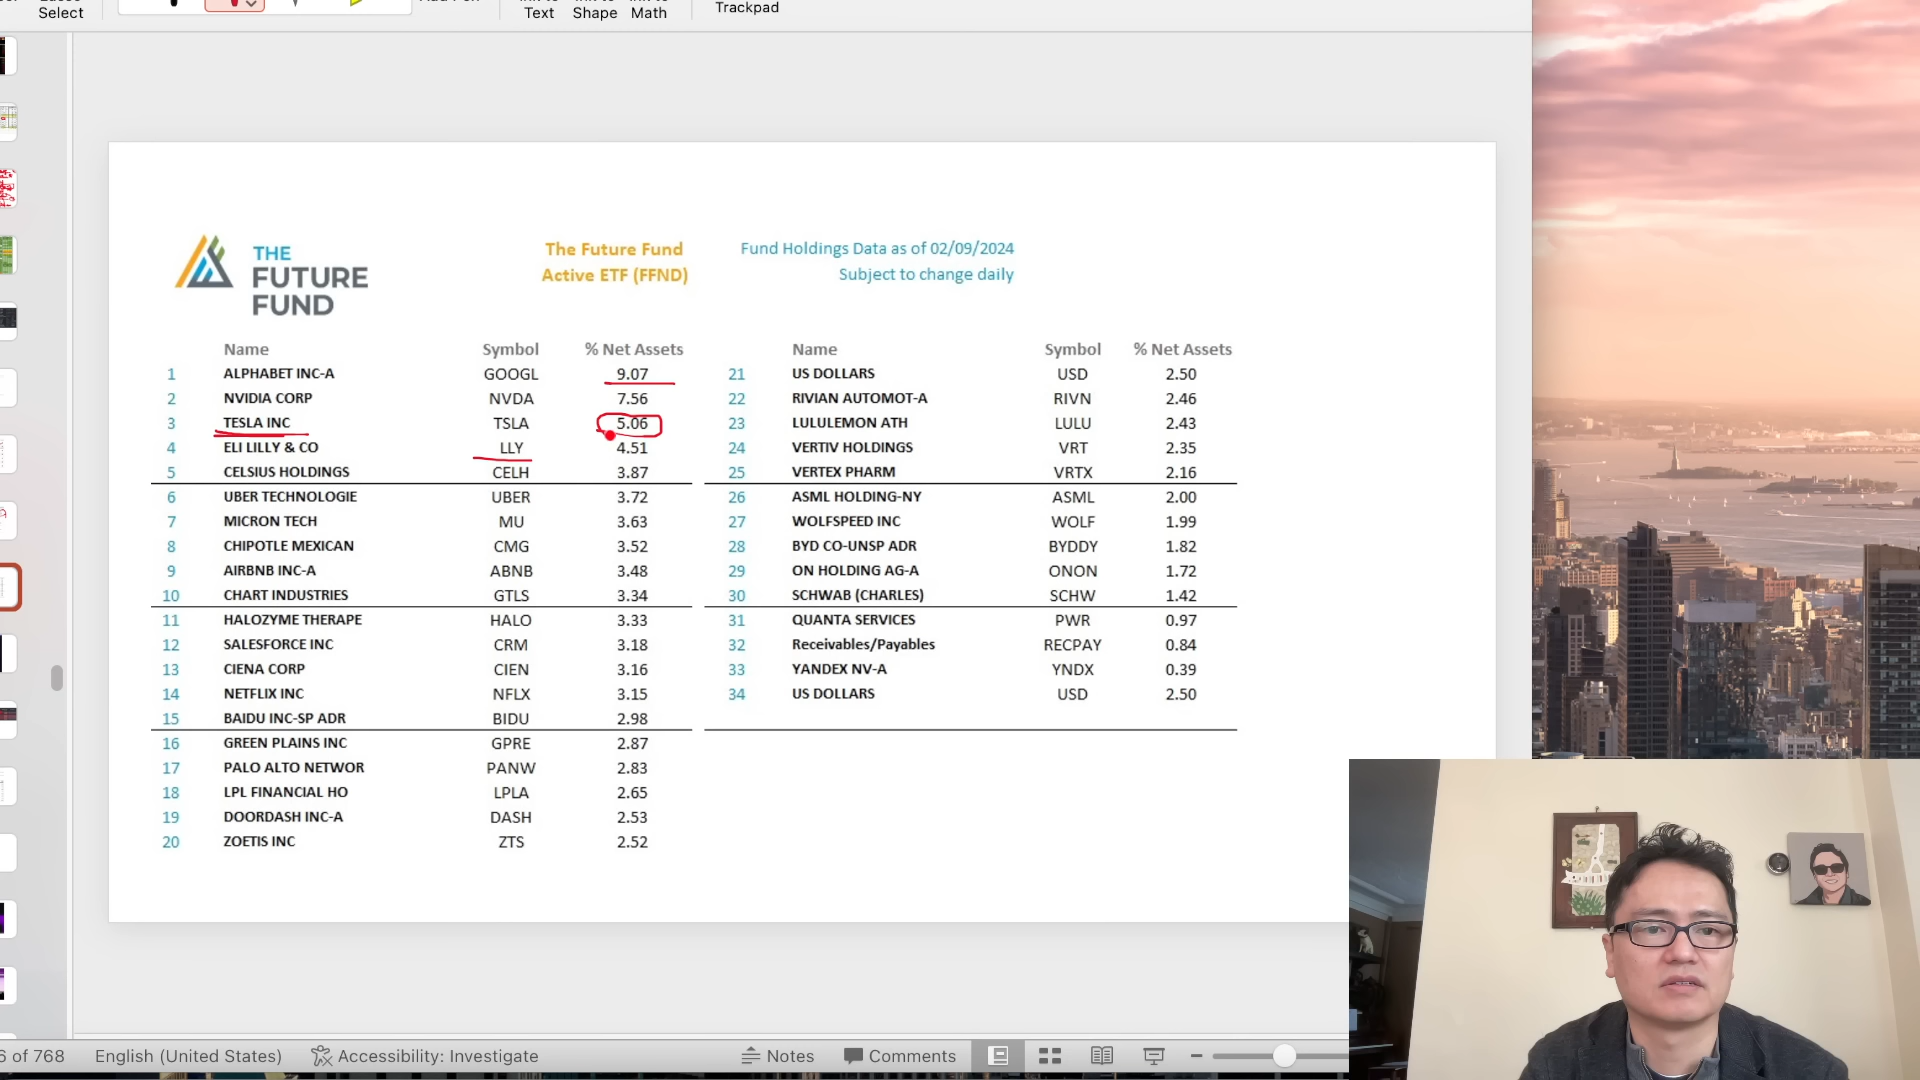 Select
Text
Shape
Math
Trackpad
THE
FUTURE
FUND
The Future Fund
Active ETF (FFND)
Fund Holdings Data as of 02/09/2024
Subject to change daily
Name Symbol % Net Assets
1 ALPHABET INC-A GOOGL 9.07
2 NVIDIA CORP NVDA 7.56
3 TESLA INC TSLA 5.06
4 ELI LILLY & CO LLY 4.51
5 CELSIUS HOLDINGS CELH 3.87
6 UBER TECHNOLOGIE UBER 3.72
7 MICRON TECH MU 3.63
8 CHIPOTLE MEXICAN CMG 3.52
9 AIRBNB INC-A ABNB 3.48
10 CHART INDUSTRIES GTLS 3.34
11 HALOZYME THERAPE HALO 3.33
12 SALESFORCE INC CRM 3.18
13 CIENA CORP CIEN 3.16
14 NETFLIX INC NFLX 3.15
15 BAIDU INC-SP ADR BIDU 2.98
16 GREEN PLAINS INC GPRE 2.87
17 PALO ALTO NETWOR PANW 2.83
18 LPL FINANCIAL HO LPLA 2.65
19 DOORDASH INC-A DASH 2.53
20 ZOETIS INC ZTS 2.52
Name Symbol % Net Assets
21 US DOLLARS USD 2.50
22 RIVIAN AUTOMOT-A RIVN 2.46
23 LULULEMON ATH LULU 2.43
24 VERTIV HOLDINGS VRT 2.35
25 VERTEX PHARM VRTX 2.16
26 ASML HOLDING-NY ASML 2.00
27 WOLFSPEED INC WOLF 1.99
28 BYD CO-UNSP ADR BYDDY 1.82
29 ON HOLDING AG-A ONON 1.72
30 SCHWAB (CHARLES) SCHW 1.42
31 QUANTA SERVICES PWR 0.97
32 Receivables/Payables RECPAY 0.84
33 YANDEX NV-A YNDX 0.39
34 US DOLLARS USD 2.50
of 768 English (United States) Accessibility: Investigate Notes Comments